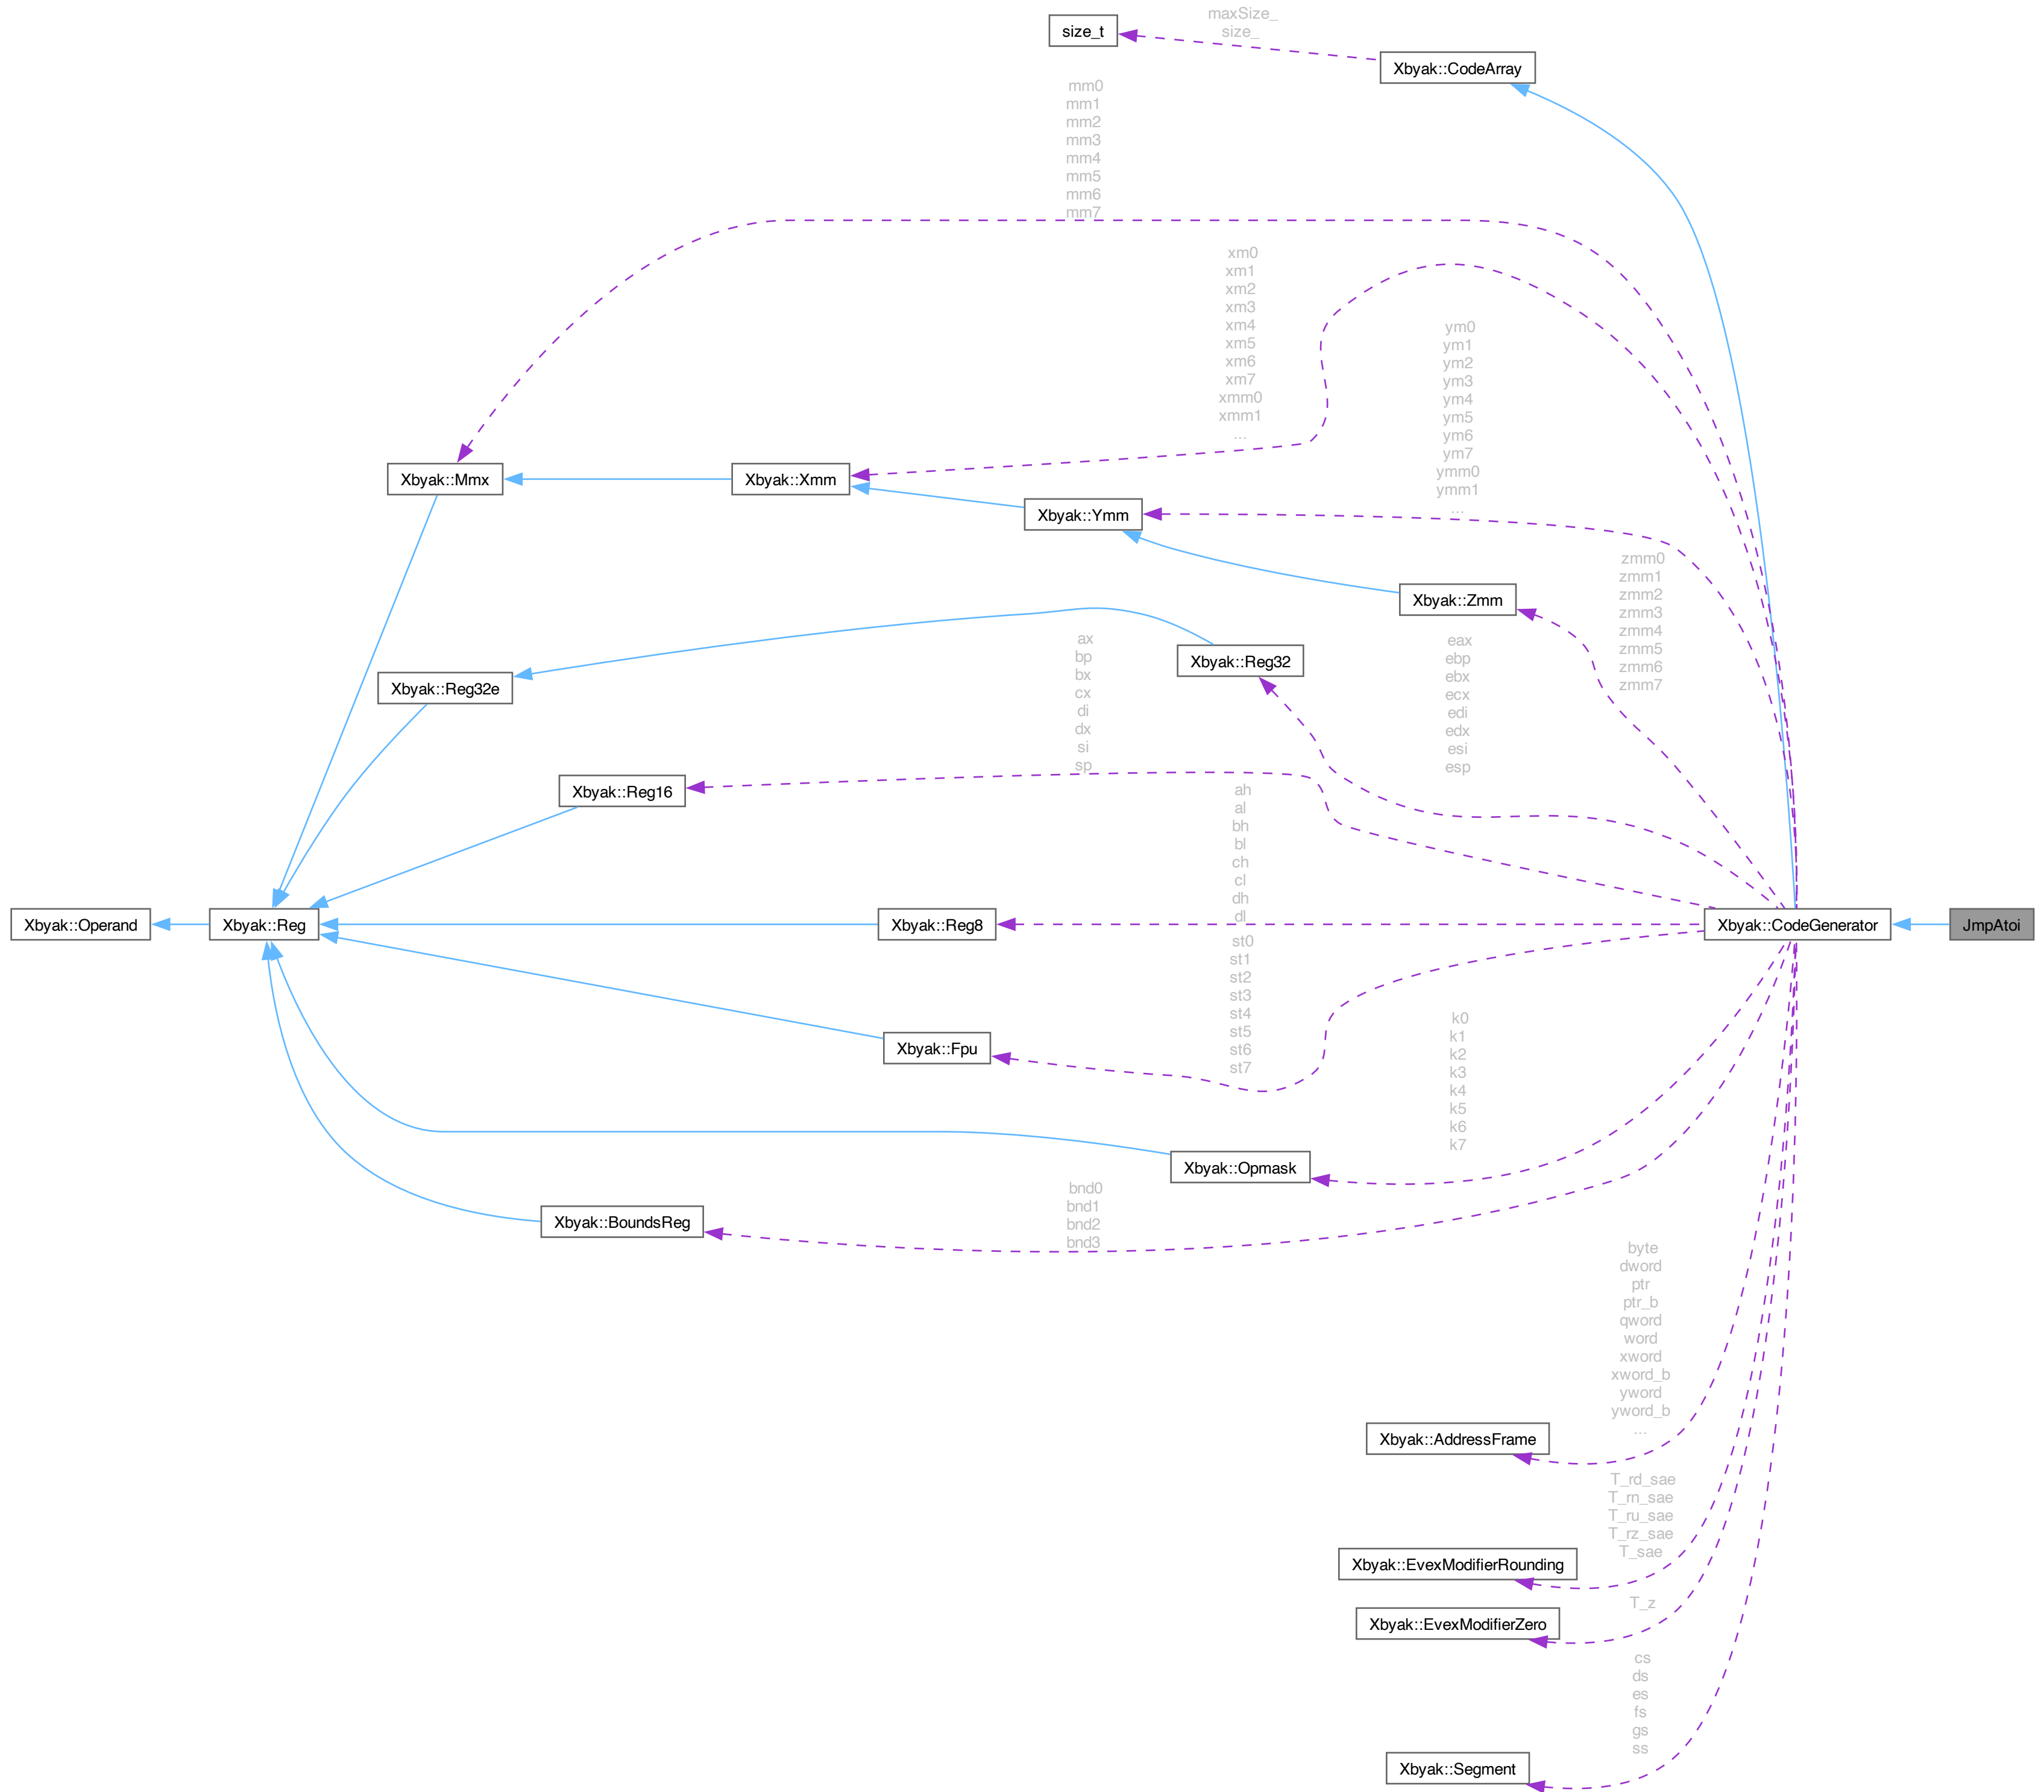 size_t
maxSize_
size_
Xbyak::CodeArray
mm0
mm1
mm2
mm3
mm4
mm5
mm6
mm7
xm0
xm1
xm2
xm3
xm4
xm5
xm6
xm7
xmm0
xmm1
...
ym0
ym1
ym2
ym3
ym4
ym5
ym6
ym7
ymm0
ymm1
...
Xbyak::Mmx
Xbyak::Xmm
Xbyak::Ymm
Xbyak::Zmm
zmm0
zmm1
zmm2
zmm3
zmm4
zmm5
zmm6
zmm7
Xbyak::Reg32e
ax
bp
bx
cx
di
dx
si
sp
Xbyak::Reg32
eax
ebp
ebx
ecx
edi
edx
esi
esp
Xbyak::Reg16
ah
al
bh
bl
ch
cl
dh
dl
Xbyak::Operand
Xbyak::Reg
Xbyak::Reg8
Xbyak::CodeGenerator
JmpAtoi
st0
st1
st2
st3
st4
st5
st6
st7
Xbyak::Fpu
k0
k1
k2
k3
k4
k5
k6
k7
Xbyak::Opmask
Xbyak::BoundsReg
bnd0
bnd1
bnd2
bnd3
byte
dword
ptr
ptr_b
qword
word
xword
xword_b
yword
yword_b
...
Xbyak::AddressFrame
T_rd_sae
T_rn_sae
T_ru_sae
T_rz_sae
T_sae
Xbyak::EvexModifierRounding
T_z
Xbyak::EvexModifierZero
cs
ds
es
fs
gs
ss
Xbyak::Segment